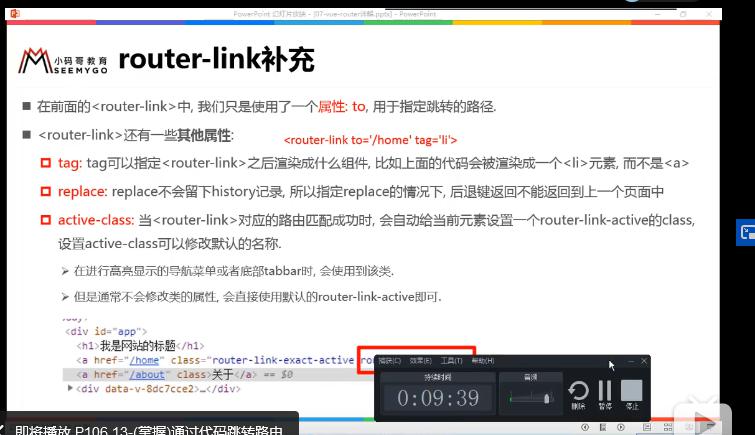 PowerPoint 幻灯片放映 - [07-vue-router详解.pptx] - PowerPoint
小码哥教育
SEEMYGO
router-link补充
在前面的<router-link>中, 我们只是使用了一个属性: to, 用于指定跳转的路径.
<router-link>还有一些其他属性:
<router-link to='/home' tag='li'>
tag: tag可以指定<router-link>之后渲染成什么组件, 比如上面的代码会被渲染成一个<li>元素, 而不是<a>
replace: replace不会留下history记录, 所以指定replace的情况下, 后退键返回不能返回到上一个页面中
active-class: 当<router-link>对应的路由匹配成功时, 会自动给当前元素设置一个router-link-active的class,
设置active-class可以修改默认的名称.
在进行高亮显示的导航菜单或者底部tabbar时, 会使用到该类.
但是通常不会修改类的属性, 会直接使用默认的router-link-active即可.
<div id="app">
<h1>我是网站的标题</h1>
<a href="/home" class="router-link-exact-active
<a href="/about" class>关于</a> == $0
<div data-v-8dc7cce2>…</div>
捕获(C) 效果(E) 工具(T) 帮助(H)
持续时间
音频
0:09:39
删除
暂停
停止
即将播放 P106 13-(掌握)通过代码跳转路由